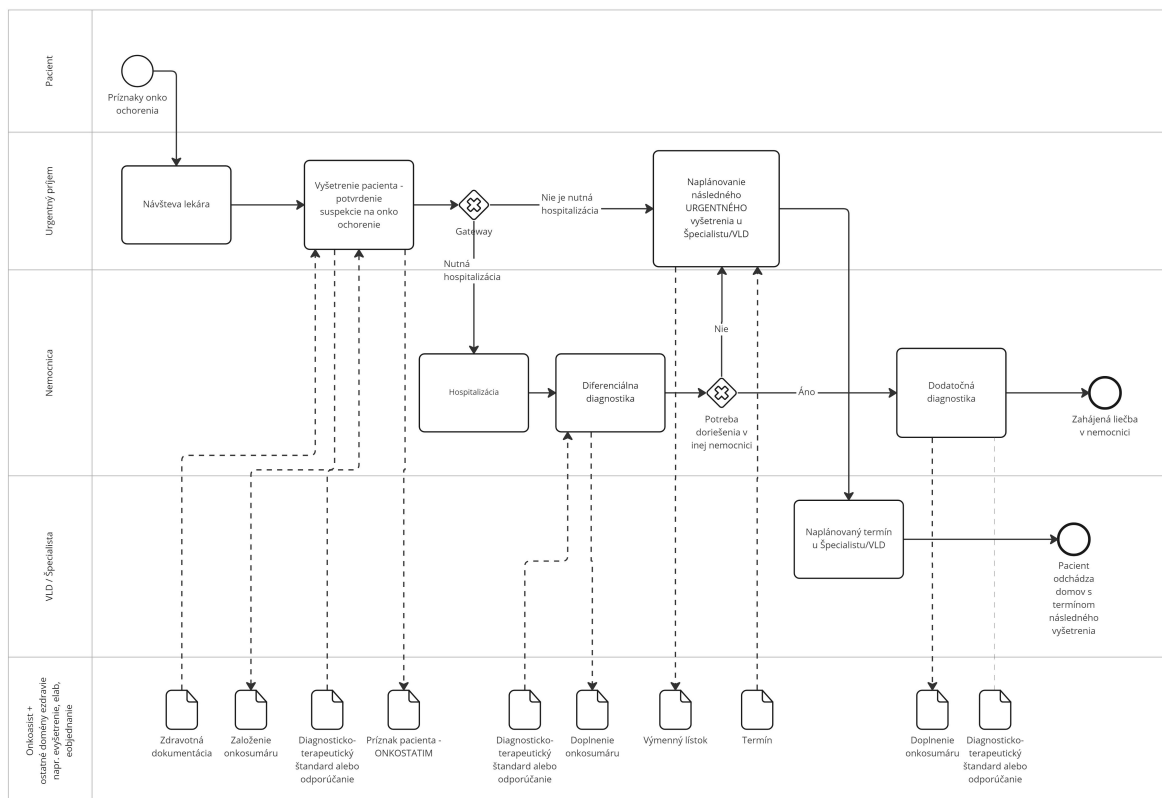 Pacient
Príznaky onko
ochorenia
Urgentný príjem
Návšteva lekára
Vyšetrenie pacienta -
potvrdenie
suspekcie na onko
ochorenie
Gateway
Nie je nutná
hospitalizácia
Nutná
hospitalizácia
Naplánovanie
následného
URGENTNÉHO
vyšetrenia u
Špecialistu/VLD
Nemocnica
Hospitalizácia
Diferenciálna
diagnostika
Nie
Potreba
doriešenia v
inej nemocnici
Áno
Dodatočná
diagnostika
Zahájená liečba
v nemocnici
VLD / Špecialista
Naplánovaný termín
u Špecialistu/VLD
Pacient
odchádza
domov s
termínom
následného
vyšetrenia
Onkoasist +
ostatné domény ezdravie
napr. evyšetrenie, elab,
eobjednanie
Zdravotná
dokumentácia
Založenie
onkosumáru
Diagnosticko-
terapeutický
štandard alebo
odporúčanie
Príznak pacienta -
ONKOSTATIM
Diagnosticko-
terapeutický
štandard alebo
odporúčanie
Doplnenie
onkosumáru
Výmenný lístok
Termín
Doplnenie
onkosumáru
Diagnosticko-
terapeutický
štandard alebo
odporúčanie